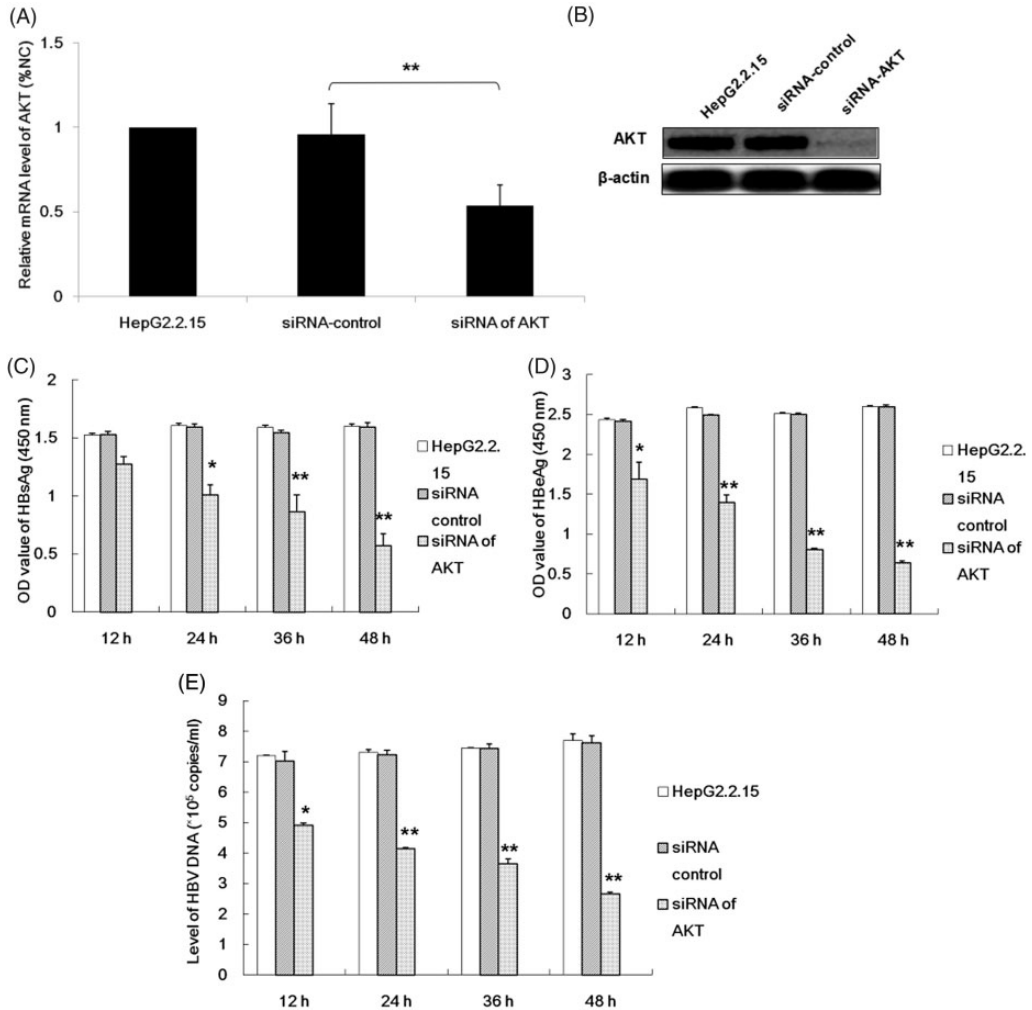 (A)
Relative mRNA level of AKT (%NC)
1.5
1
0.5
0
**
HepG2.2.15
siRNA-control
siRNA of AKT
(B)
HepG2.2.15
siRNA-control
siRNA-AKT
AKT
β-actin
(C)
OD value of HBsAg (450 nm)
2
1.5
1
0.5
0
*
**
**
12 h
24 h
36 h
48 h
HepG2.2.
15
siRNA
control
siRNA of
AKT
(D)
OD value of HBeAg (450 nm)
3
2.5
2
1.5
1
0.5
0
*
**
**
**
12 h
24 h
36 h
48 h
HepG2.2.
15
siRNA
control
siRNA of
AKT
(E)
Level of HBV DNA (*10⁵ copies/ml)
9
8
7
6
5
4
3
2
1
0
*
**
**
**
12 h
24 h
36 h
48 h
HepG2.2.15
siRNA
control
siRNA of
AKT